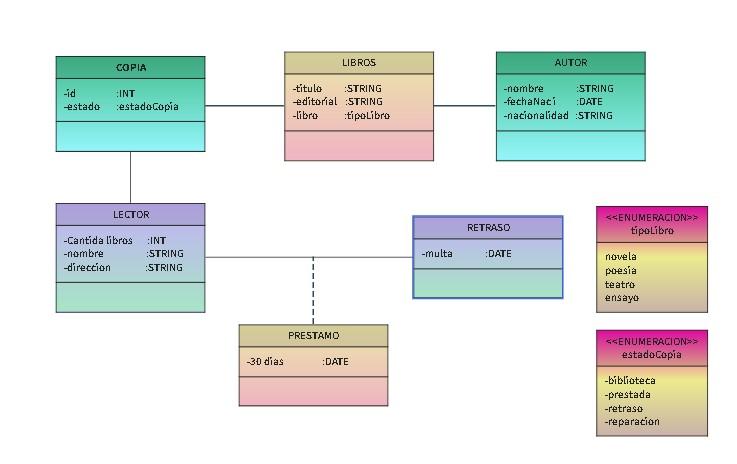 COPIA
-id :INT
-estado :estadoCopia
LIBROS
-titulo :STRING
-editorial :STRING
-libro :tipoLibro
AUTOR
-nombre :STRING
-fechaNaci :DATE
-nacionalidad :STRING
LECTOR
-Cantida libros :INT
-nombre :STRING
-direccion :STRING
RETRASO
-multa :DATE
<<ENUMERACION>>
tipoLibro
novela
poesia
teatro
ensayo
PRESTAMO
-30 dias :DATE
<<ENUMERACION>>
estadoCopia
-biblioteca
-prestada
-retraso
-reparacion